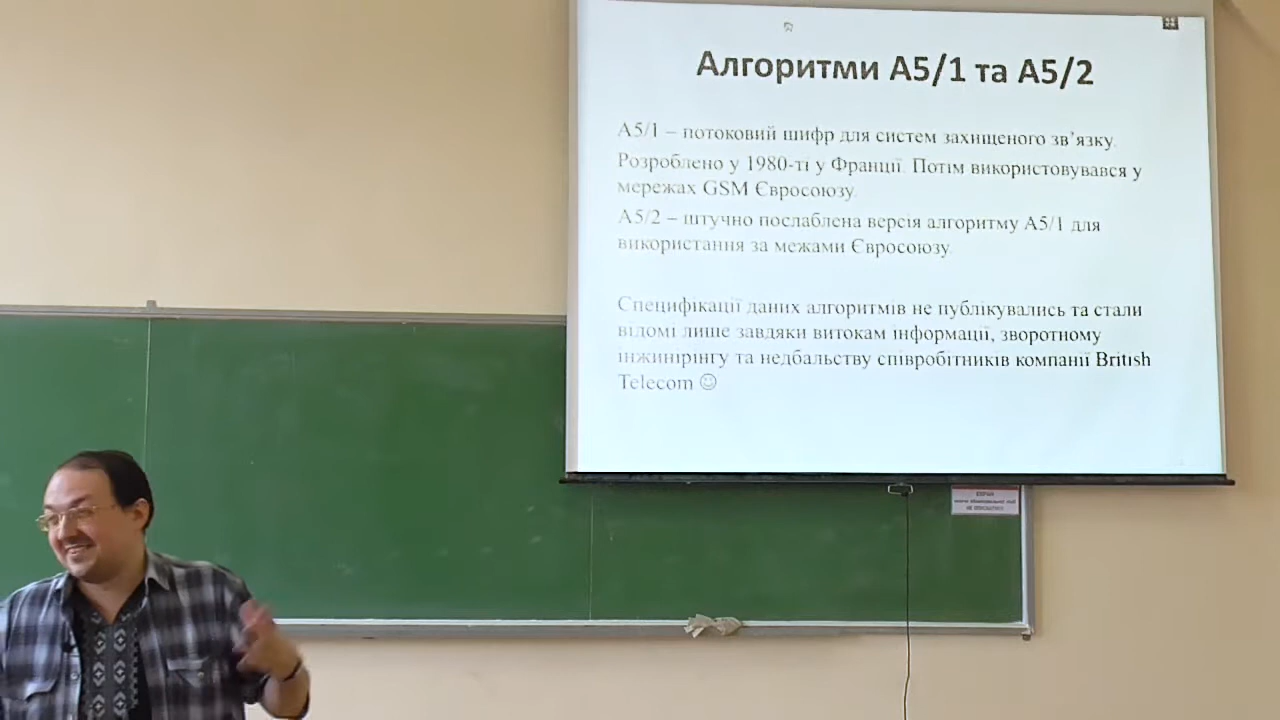 Алгоритми А5/1 та А5/2
А5/1 – потоковий шифр для систем захищеного зв’язку.
Розроблено у 1980-ті у Франції. Потім використовувався у
мережах GSM Євросоюзу.
А5/2 – штучно послаблена версія алгоритму А5/1 для
використання за межами Євросоюзу.
Специфікації даних алгоритмів не публікувались та стали
відомі лише завдяки витокам інформації, зворотному
інжинірінгу та недбальству співробітників компанії British
Telecom ☺
ЕКРАН